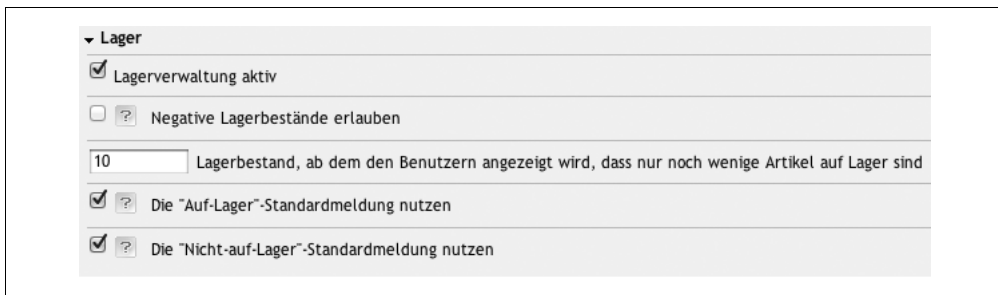 Lager
Lagerverwaltung aktiv
? Negative Lagerbestände erlauben
10 Lagerbestand, ab dem den Benutzern angezeigt wird, dass nur noch wenige Artikel auf Lager sind
? Die "Auf-Lager"-Standardmeldung nutzen
? Die "Nicht-auf-Lager"-Standardmeldung nutzen